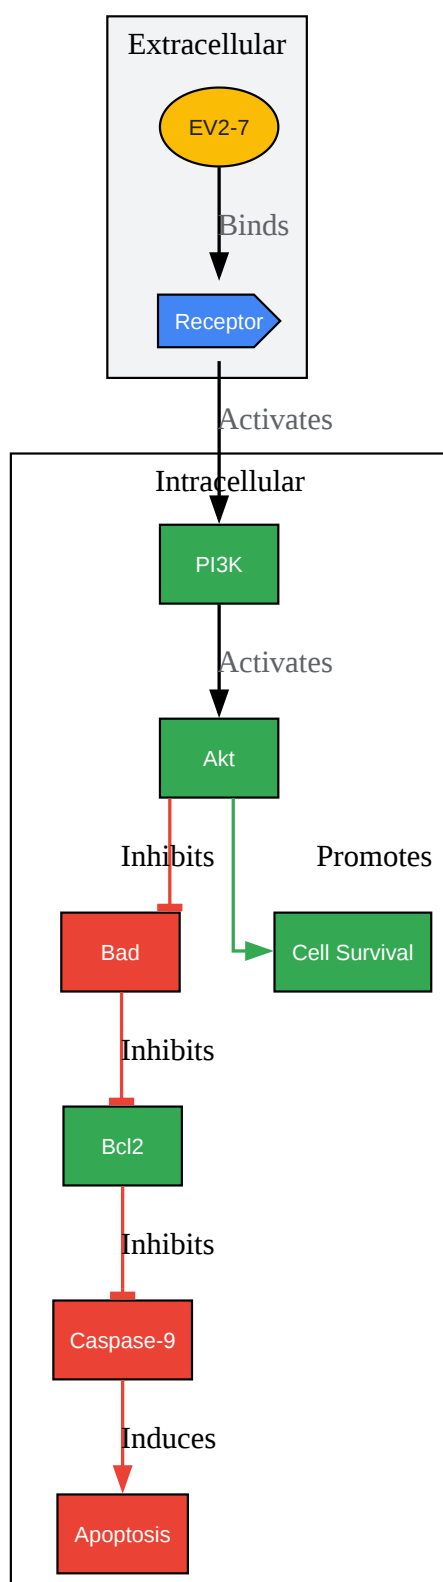 Extracellular
EV2-7
Binds
Receptor
Activates
Intracellular
PI3K
Activates
Akt
Inhibits
Promotes
Bad
Cell Survival
Inhibits
Bcl2
Inhibits
Caspase-9
Induces
Apoptosis